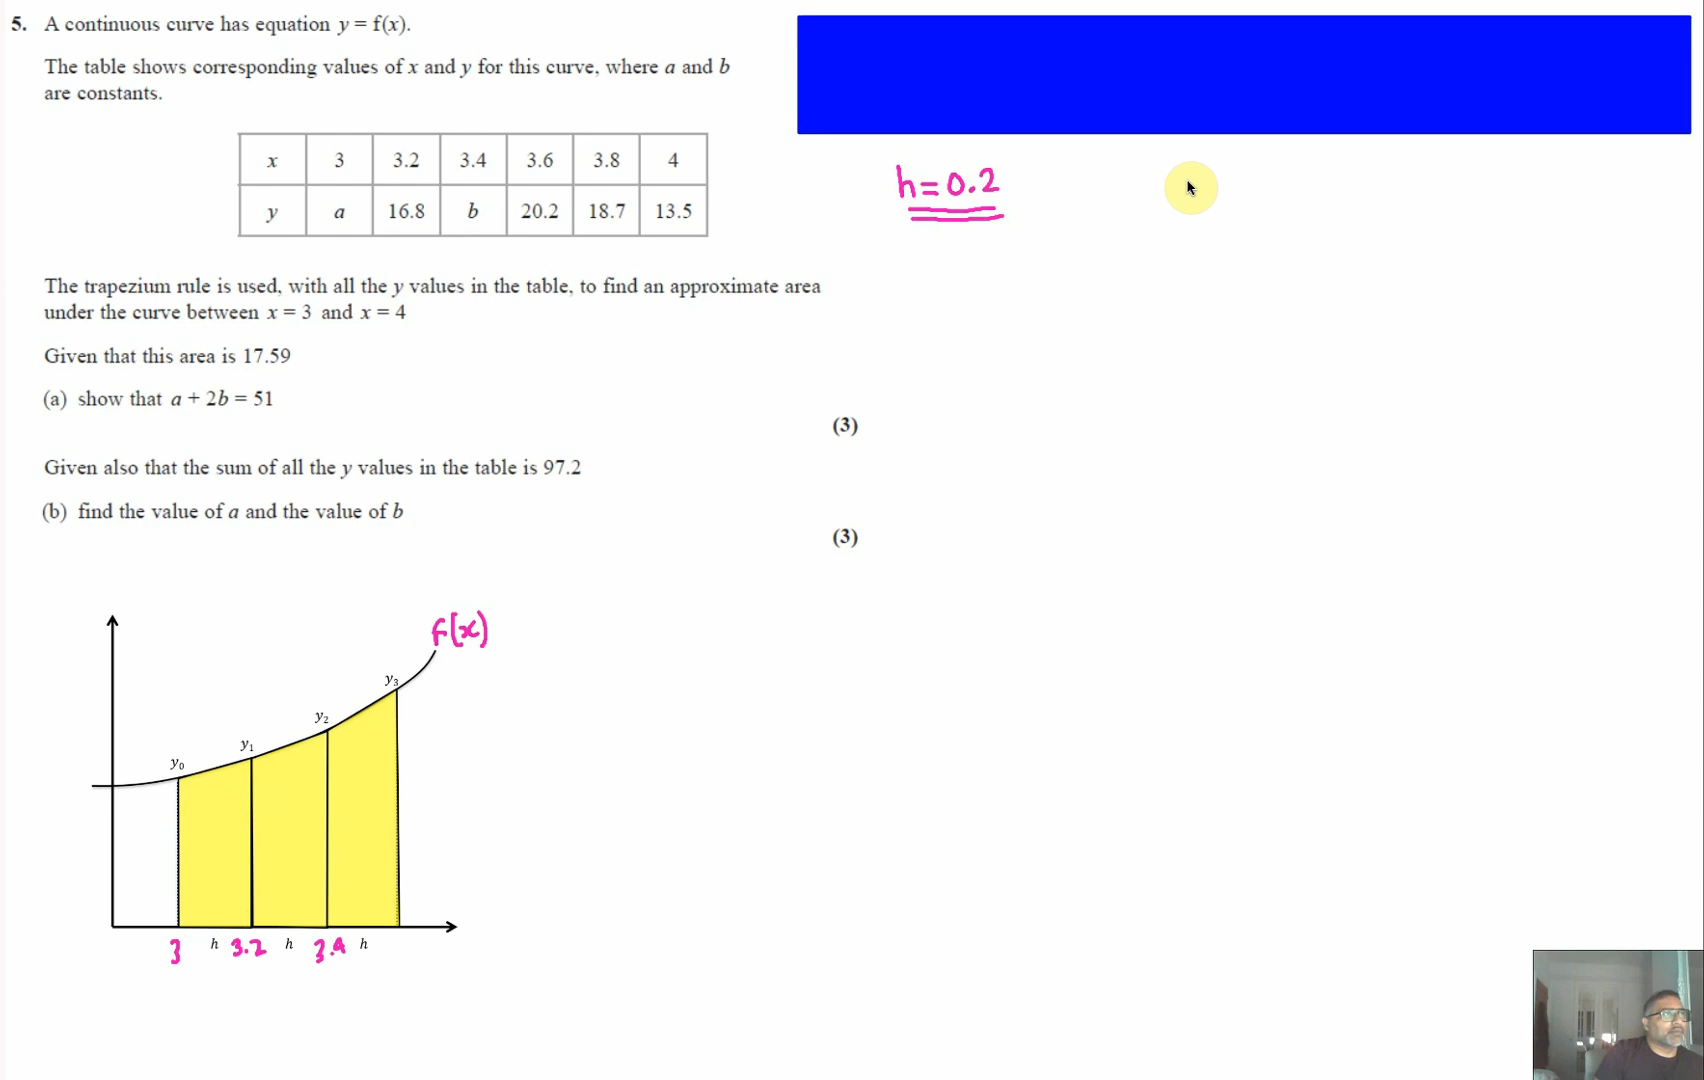 5. A continuous curve has equation y = f(x).
The table shows corresponding values of x and y for this curve, where a and b
are constants.
x 3 3.2 3.4 3.6 3.8 4
y a 16.8 b 20.2 18.7 13.5
h=0.2
The trapezium rule is used, with all the y values in the table, to find an approximate area
under the curve between x = 3 and x = 4
Given that this area is 17.59
(a) show that a + 2b = 51
(3)
Given also that the sum of all the y values in the table is 97.2
(b) find the value of a and the value of b
(3)
f(x)
y₃
y₂
y₁
y₀
3 h 3.2 h 3.4 h